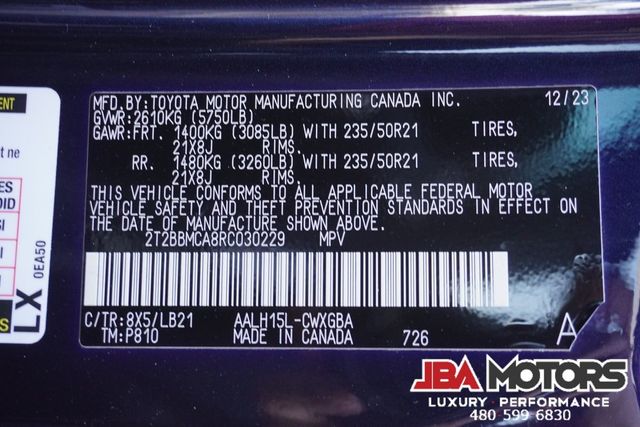 MFD.BY:TOYOTA MOTOR MANUFACTURING CANADA INC. 12/23
GVWR:2610KG (5750LB)
GAWR:FRT. 1400KG (3085LB) WITH 235/50R21 TIRES,
21X8J RIMS.
RR. 1480KG (3260LB) WITH 235/50R21 TIRES,
21X8J RIMS.
THIS VEHICLE CONFORMS TO ALL APPLICABLE FEDERAL MOTOR
VEHICLE SAFETY AND THEFT PREVENTION STANDARDS IN EFFECT ON
THE DATE OF MANUFACTURE SHOWN ABOVE.
2T2BBMCA8RC030229 MPV
C/TR:8X5/LB21 AALH15L-CWXGBA A
TM:P810 MADE IN CANADA 726
LX
0EA50
JBA MOTORS
LUXURY · PERFORMANCE
480 599 6830